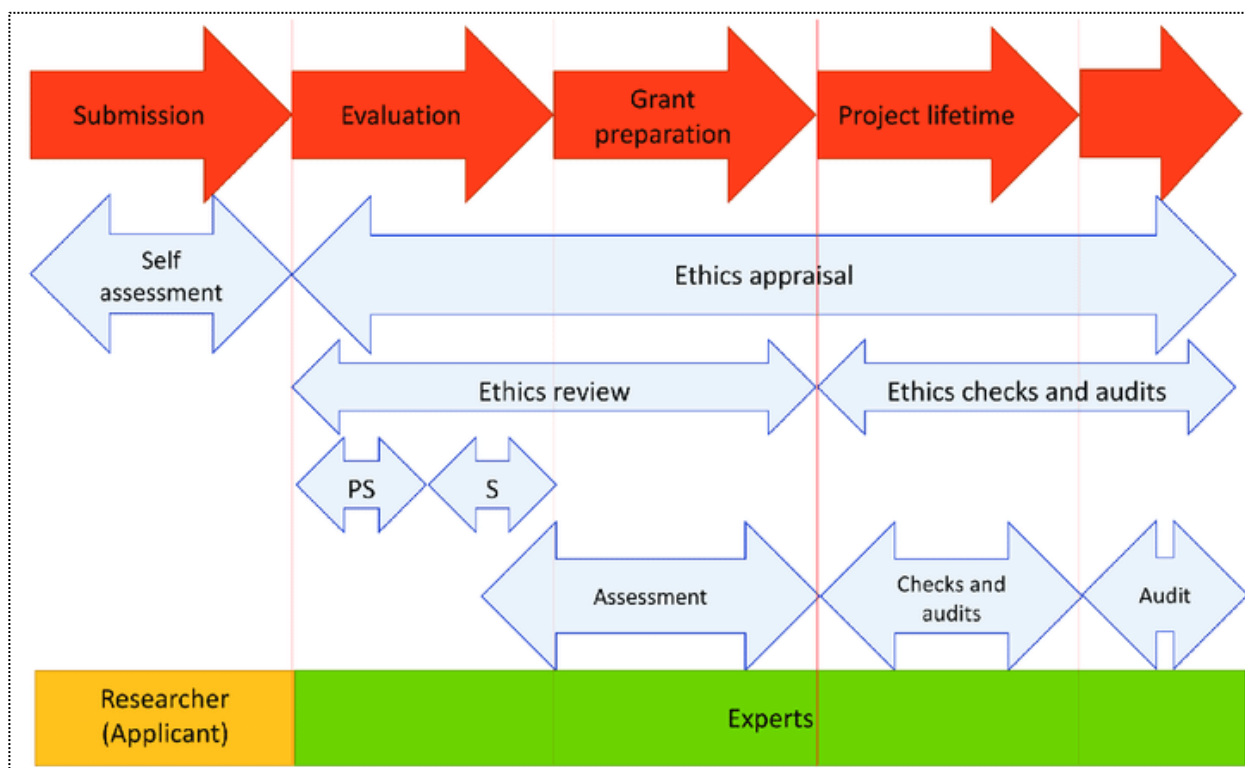 Submission
Evaluation
Grant
preparation
Project lifetime
Self
assessment
Ethics appraisal
Ethics review
Ethics checks and audits
PS
S
Assessment
Checks and
audits
Audit
Researcher
(Applicant)
Experts